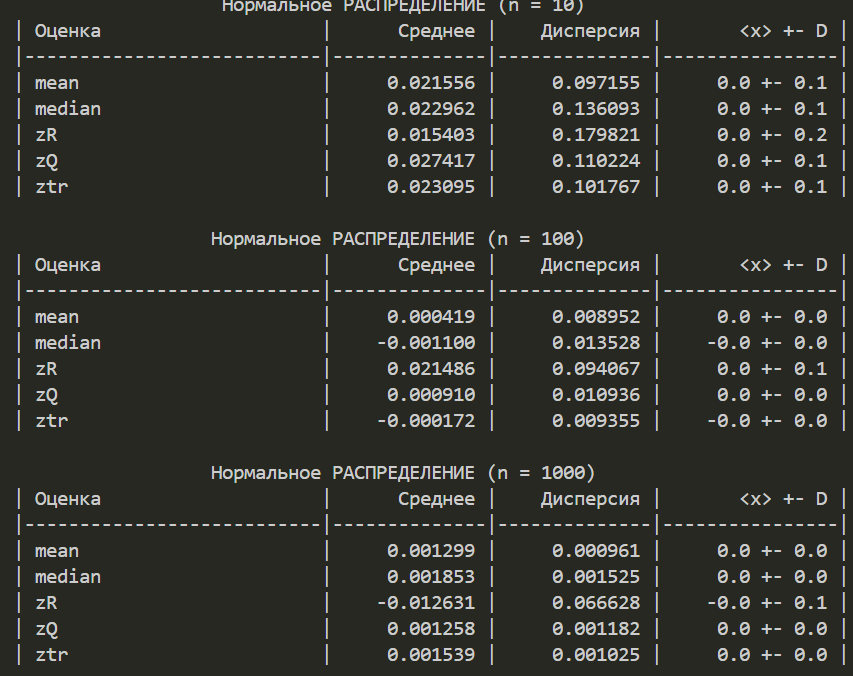 Нормальное РАСПРЕДЕЛЕНИЕ (n = 10)
| Оценка | Среднее | Дисперсия | <x> +- D |
|---------------------------|--------------|--------------|----------------|
| mean | 0.021556 | 0.097155 | 0.0 +- 0.1 |
| median | 0.022962 | 0.136093 | 0.0 +- 0.1 |
| zR | 0.015403 | 0.179821 | 0.0 +- 0.2 |
| zQ | 0.027417 | 0.110224 | 0.0 +- 0.1 |
| ztr | 0.023095 | 0.101767 | 0.0 +- 0.1 |
Нормальное РАСПРЕДЕЛЕНИЕ (n = 100)
| Оценка | Среднее | Дисперсия | <x> +- D |
|---------------------------|--------------|--------------|----------------|
| mean | 0.000419 | 0.008952 | 0.0 +- 0.0 |
| median | -0.001100 | 0.013528 | -0.0 +- 0.0 |
| zR | 0.021486 | 0.094067 | 0.0 +- 0.1 |
| zQ | 0.000910 | 0.010936 | 0.0 +- 0.0 |
| ztr | -0.000172 | 0.009355 | -0.0 +- 0.0 |
Нормальное РАСПРЕДЕЛЕНИЕ (n = 1000)
| Оценка | Среднее | Дисперсия | <x> +- D |
|---------------------------|--------------|--------------|----------------|
| mean | 0.001299 | 0.000961 | 0.0 +- 0.0 |
| median | 0.001853 | 0.001525 | 0.0 +- 0.0 |
| zR | -0.012631 | 0.066628 | -0.0 +- 0.1 |
| zQ | 0.001258 | 0.001182 | 0.0 +- 0.0 |
| ztr | 0.001539 | 0.001025 | 0.0 +- 0.0 |